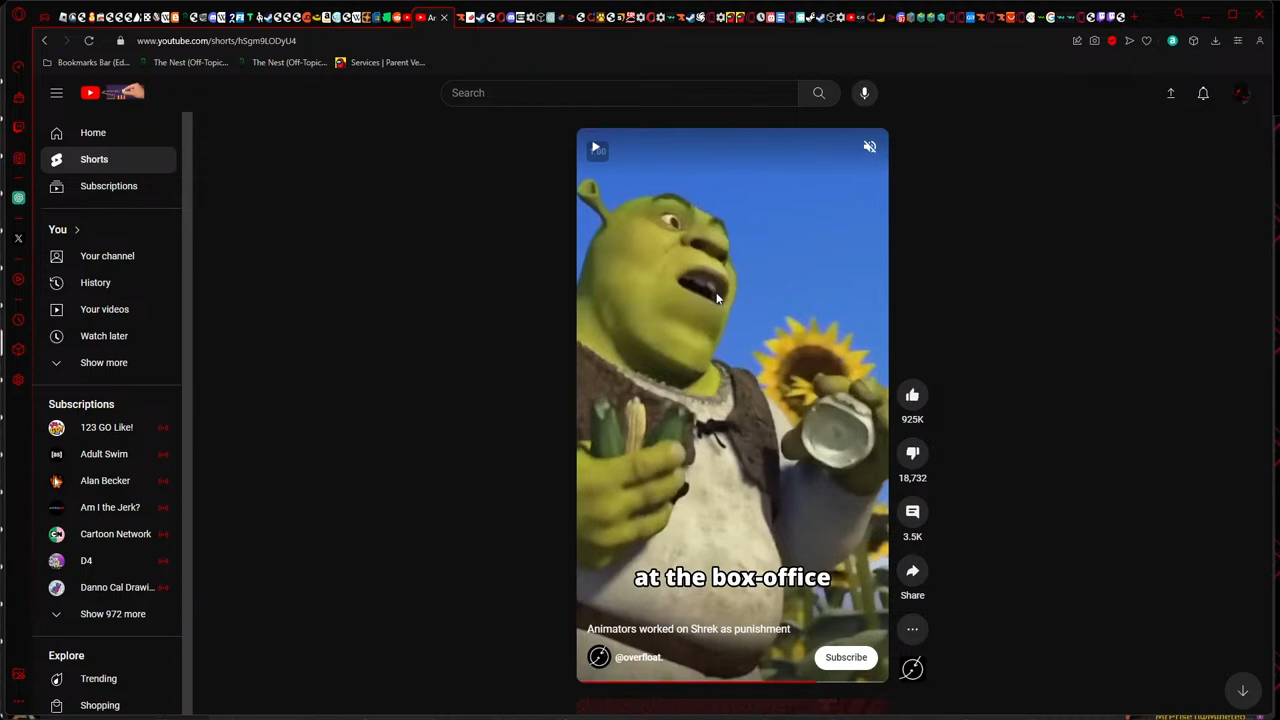 www.youtube.com/shorts/hSgm9LODyU4
Bookmarks Bar (Ed...
The Nest (Off-Topic...
The Nest (Off-Topic...
Services | Parent Ve...
Search
Home
Shorts
Subscriptions
You
Your channel
History
Your videos
Watch later
Show more
Subscriptions
123 GO Like!
Adult Swim
Alan Becker
Am I the Jerk?
Cartoon Network
D4
Danno Cal Drawi...
Show 972 more
Explore
Trending
Shopping
1.00
at the box-office
Animators worked on Shrek as punishment
@overfloat.
Subscribe
925K
18,732
3.5K
Share